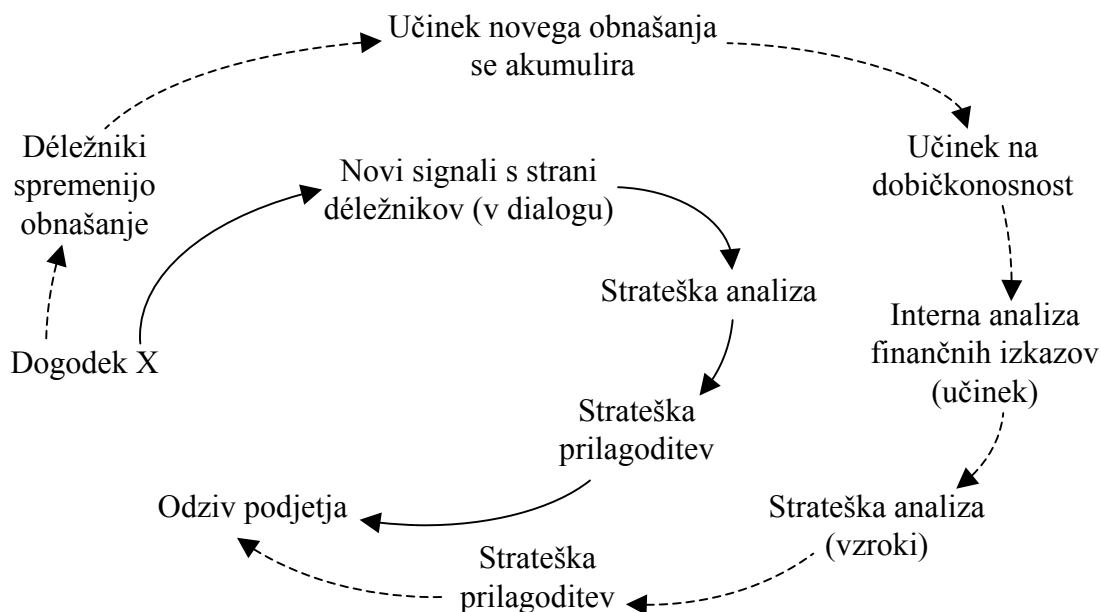 Učinek novega obnašanja
se akumulira
Déležniki
spremenijo
obnašanje
Novi signali s strani
déležnikov (v dialogu)
Učinek na
dobičkonosnost
Strateška analiza
Interna analiza
finančnih izkazov
(učinek)
Dogodek X
Strateška
prilagoditev
Odziv podjetja
Strateška analiza
(vzroki)
Strateška
prilagoditev